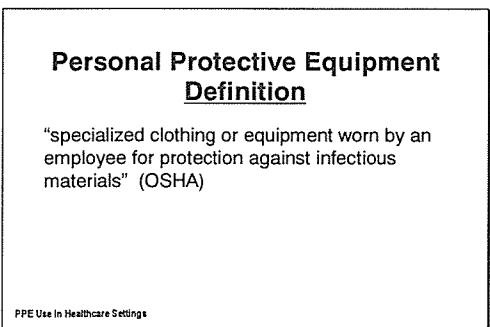 Personal Protective Equipment
Definition
“specialized clothing or equipment worn by an
employee for protection against infectious
materials” (OSHA)
PPE Use in Healthcare Settings